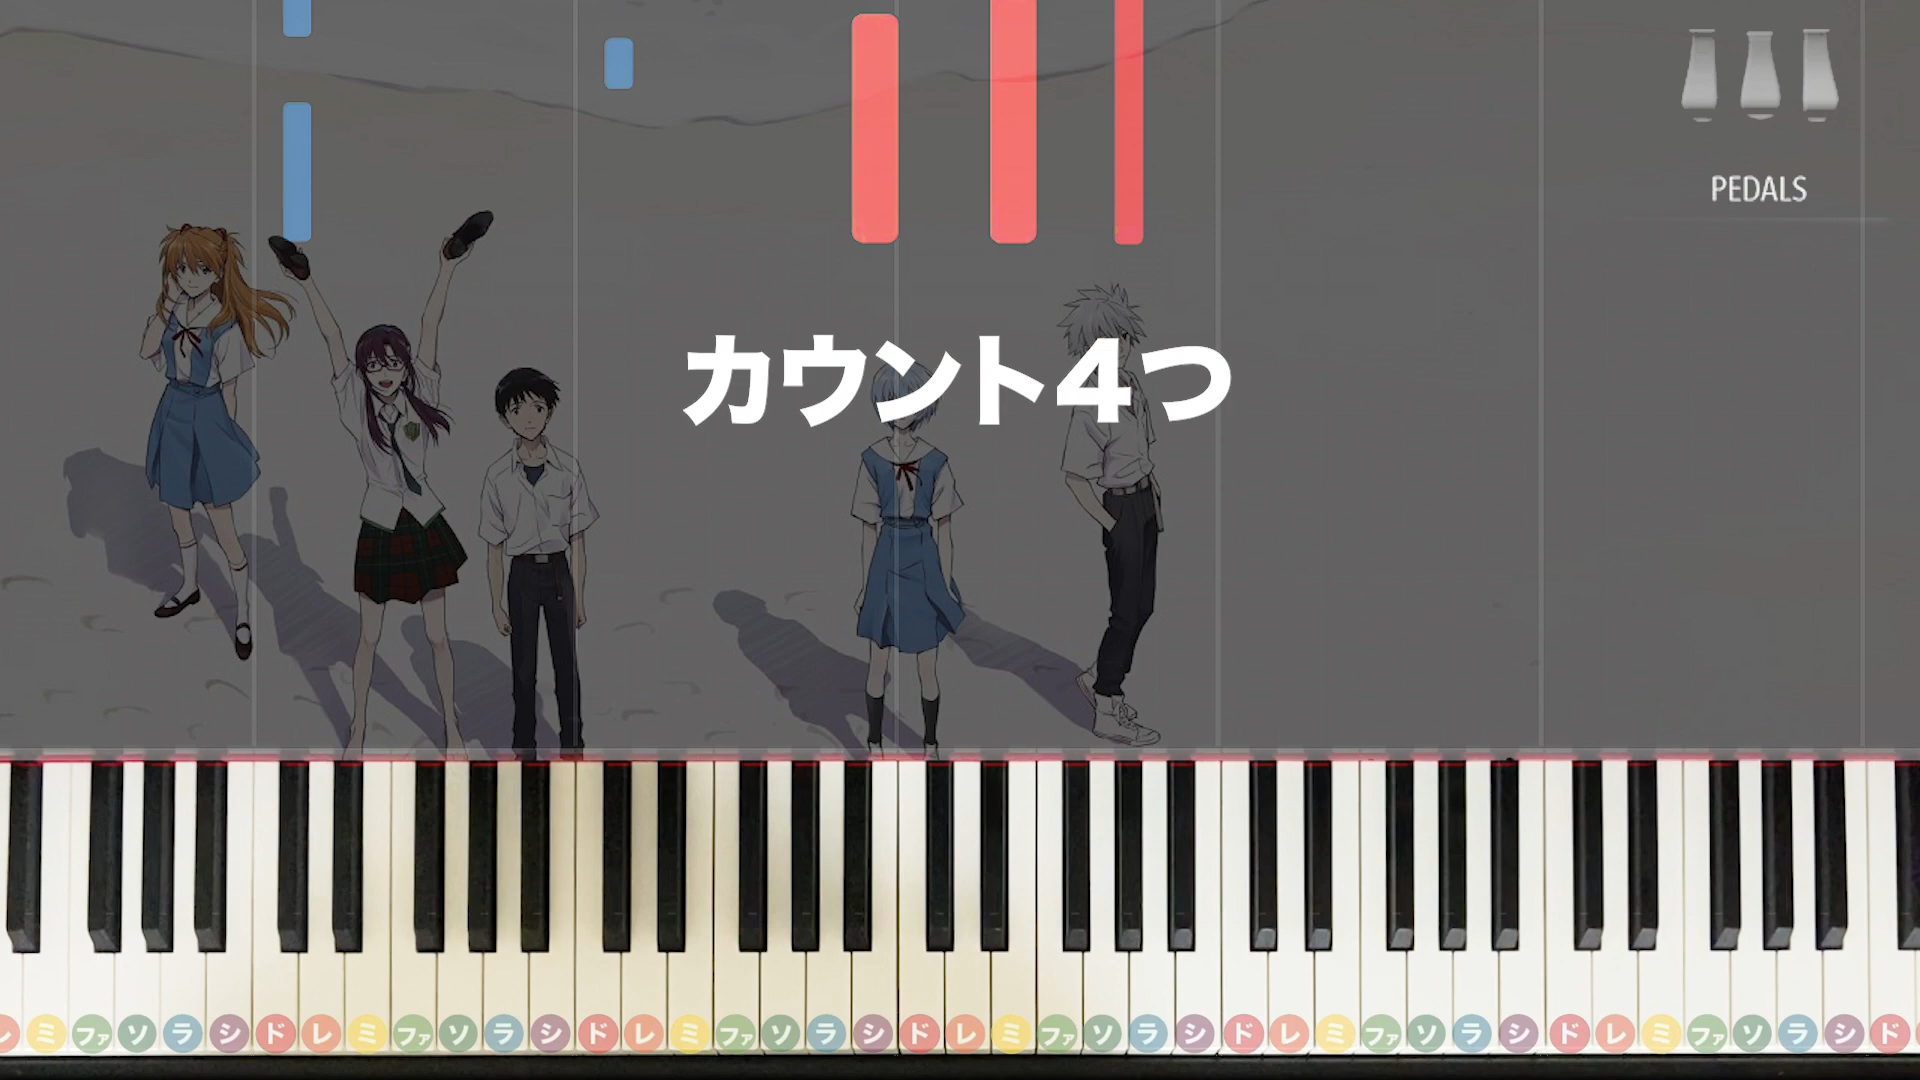 PEDALS
カウント4つ
レ ミ ファ ソ ラ シ ド レ ミ ファ ソ ラ シ ド レ ミ ファ ソ ラ シ ド レ ミ ファ ソ ラ シ ド レ ミ ファ ソ ラ シ ド レ ミ ファ ソ ラ シ ド